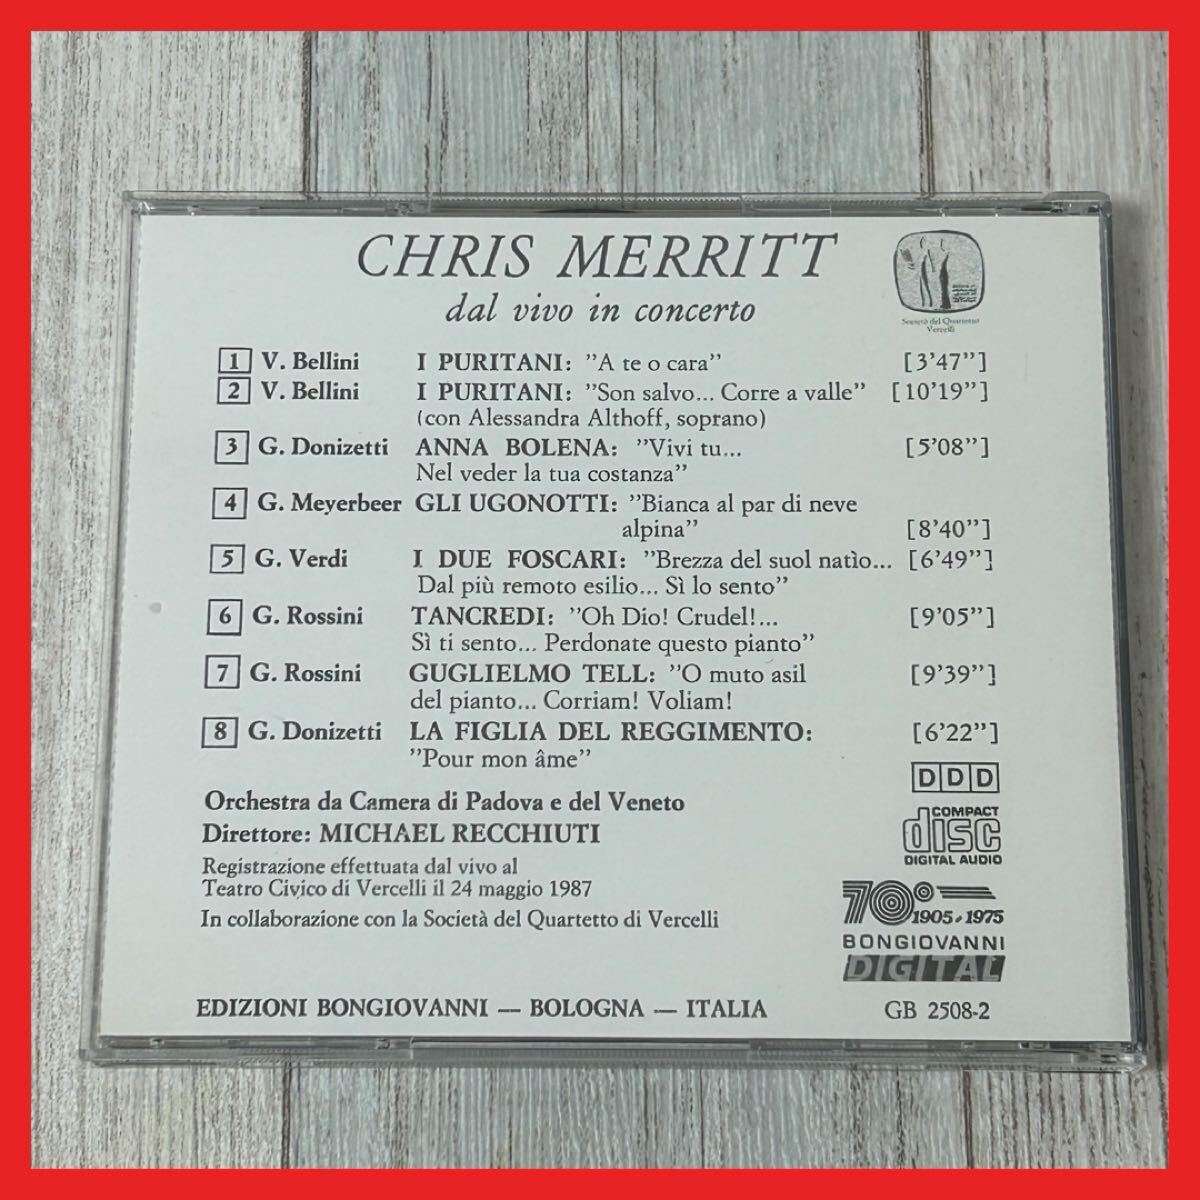 CHRIS MERRITT
dal vivo in concerto
Società del Quartetto
Vercelli
1 V. Bellini I PURITANI: ”A te o cara” [3’47”]
2 V. Bellini I PURITANI: ”Son salvo... Corre a valle” [10’19”]
(con Alessandra Althoff, soprano)
3 G. Donizetti ANNA BOLENA: ”Vivi tu... [5’08”]
Nel veder la tua costanza”
4 G. Meyerbeer GLI UGONOTTI: ”Bianca al par di neve
alpina” [8’40”]
5 G. Verdi I DUE FOSCARI: ”Brezza del suol natìo... [6’49”]
Dal più remoto esilio... Sì lo sento”
6 G. Rossini TANCREDI: ”Oh Dio! Crudel!... [9’05”]
Sì ti sento... Perdonate questo pianto”
7 G. Rossini GUGLIELMO TELL: ”O muto asil [9’39”]
del pianto... Corriam! Voliam!
8 G. Donizetti LA FIGLIA DEL REGGIMENTO: [6’22”]
”Pour mon âme”
DDD
Orchestra da Camera di Padova e del Veneto
Direttore: MICHAEL RECCHIUTI
COMPACT
disc
DIGITAL AUDIO
Registrazione effettuata dal vivo al
Teatro Civico di Vercelli il 24 maggio 1987
In collaborazione con la Società del Quartetto di Vercelli
70°
1905-1975
BONGIOVANNI
DIGITAL
EDIZIONI BONGIOVANNI — BOLOGNA — ITALIA GB 2508-2